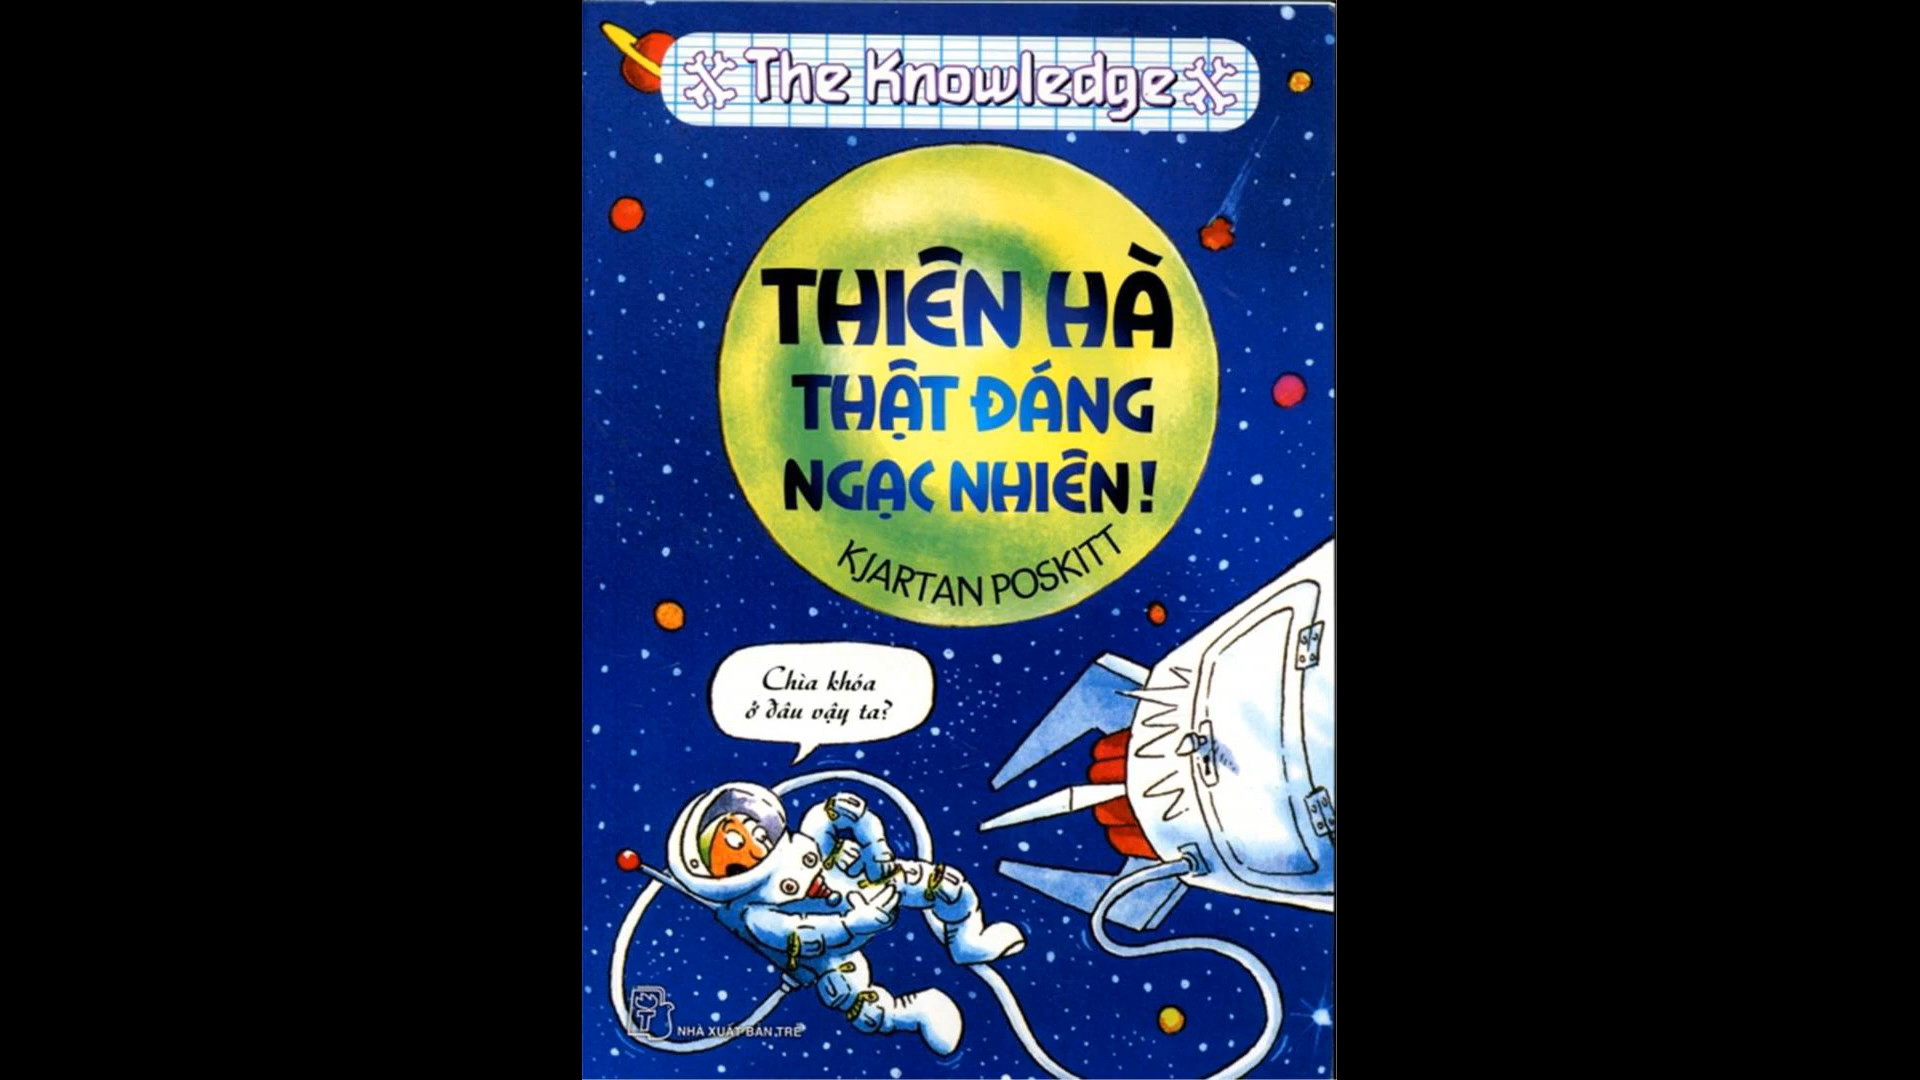 The Knowledge
THIÊN HÀ
THẬT ĐÁNG
NGẠC NHIÊN!
KJARTAN POSKITT
Chìa khóa
ở đâu vậy ta?
T
NHÀ XUẤT BẢN TRẺ